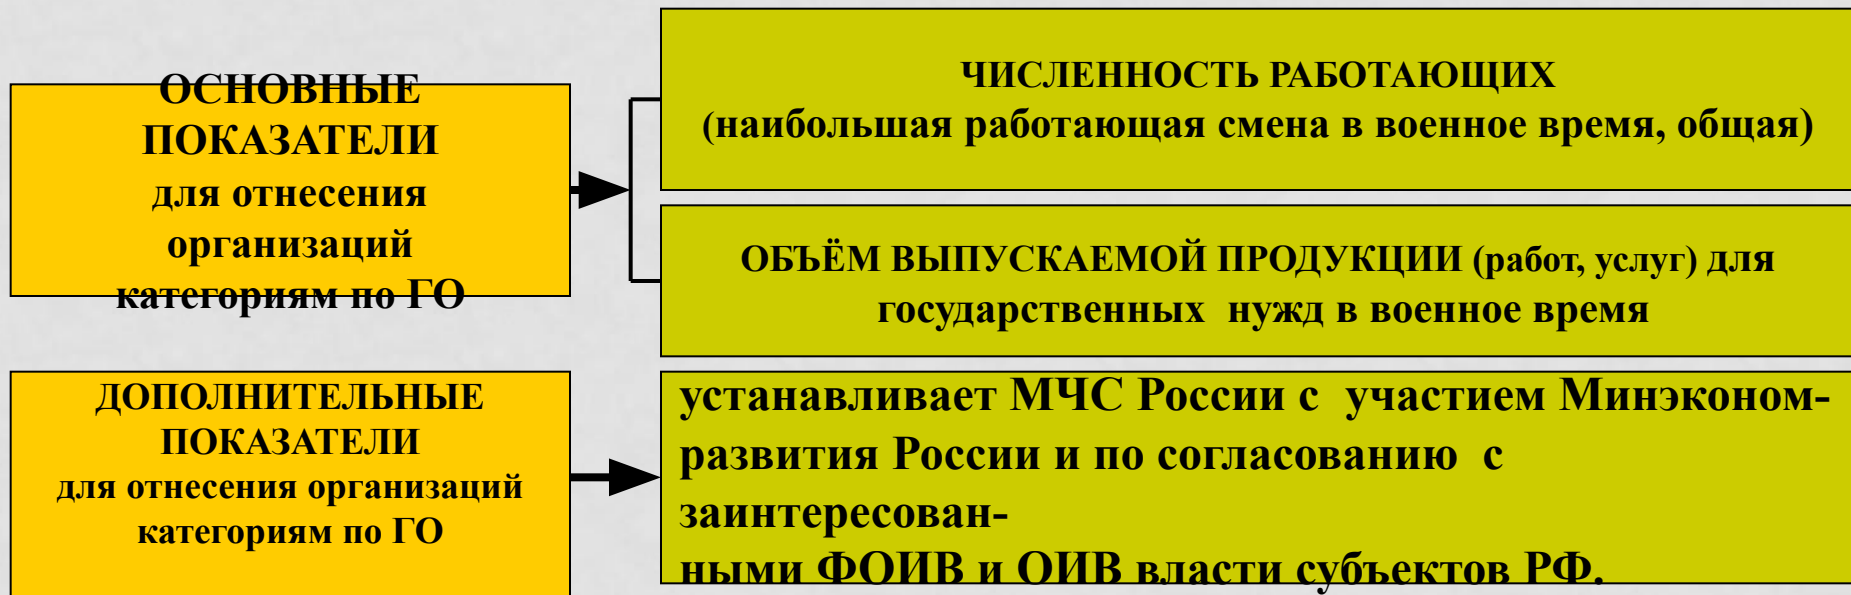 ОСНОВНЫЕ
ПОКАЗАТЕЛИ
для отнесения
организаций
категориям по ГО
ЧИСЛЕННОСТЬ РАБОТАЮЩИХ
(наибольшая работающая смена в военное время, общая)
ОБЪЁМ ВЫПУСКАЕМОЙ ПРОДУКЦИИ (работ, услуг) для
государственных нужд в военное время
ДОПОЛНИТЕЛЬНЫЕ
ПОКАЗАТЕЛИ
для отнесения организаций
категориям по ГО
устанавливает МЧС России с участием Минэконом-
развития России и по согласованию с
заинтересован-
ными ФОИВ и ОИВ власти субъектов РФ.